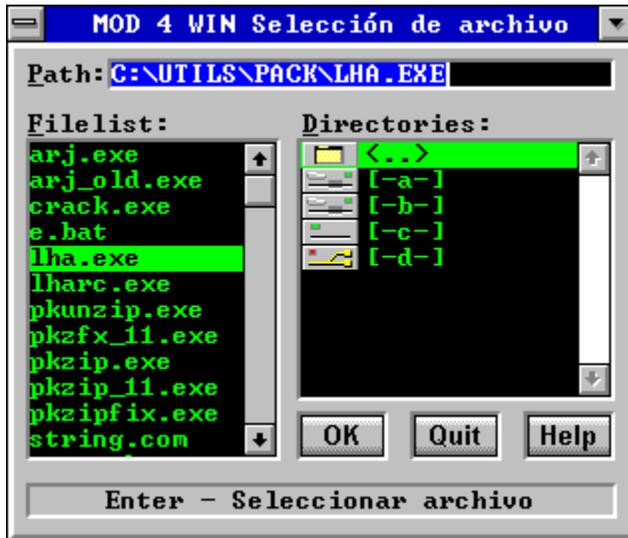 MOD 4 WIN Selección de archivo
Path: C:\UTILS\PACK\LHA.EXE
Filelist:
arj.exe
arj_old.exe
crack.exe
e.bat
lha.exe
lharc.exe
pkunzip.exe
pkzfx_11.exe
pkzip.exe
pkzip_11.exe
pkzipfix.exe
string.com
Directories:
<..>
[-a-]
[-b-]
[-c-]
[-d-]
OK Quit Help
Enter - Seleccionar archivo